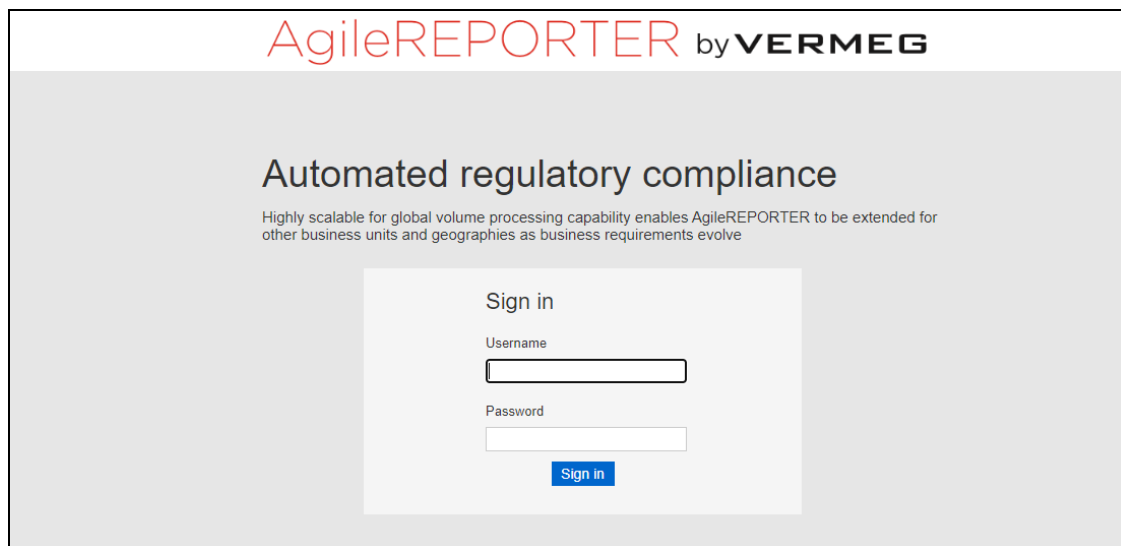 AgileREPORTER by VERMEG
Automated regulatory compliance
Highly scalable for global volume processing capability enables AgileREPORTER to be extended for
other business units and geographies as business requirements evolve
Sign in
Username
Password
Sign in